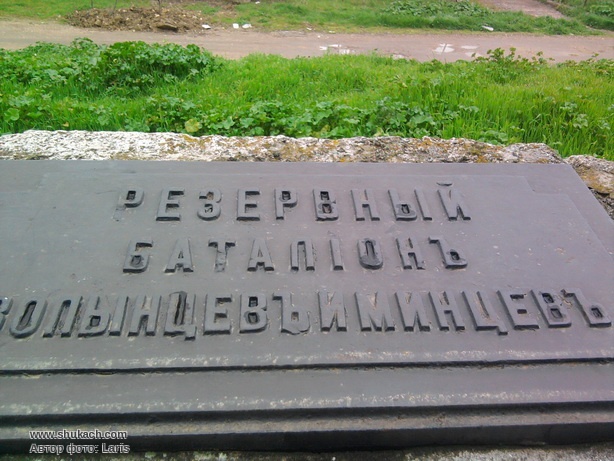 РЕЗЕРВНЫЙ
БАТАЛІОНЪ
ВОЛЫНЦЕВЪ И МИНЦЕВЪ
www.shukach.com
Автор фото: Laris